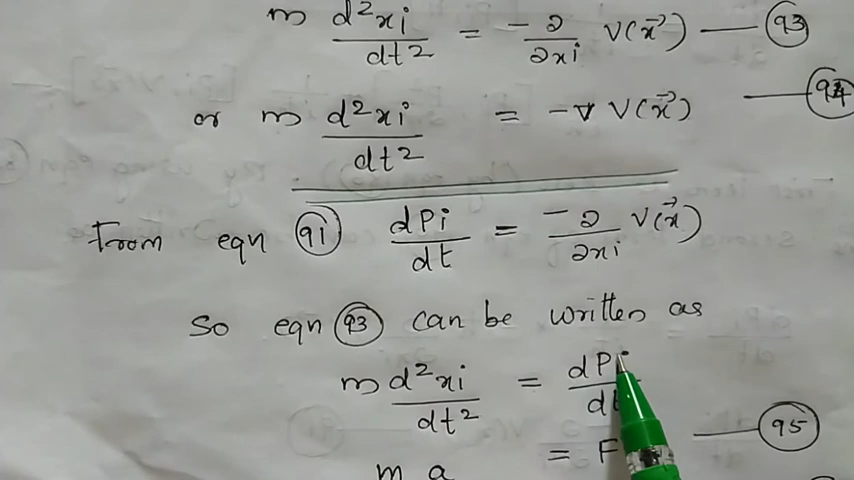 m d²xi/dt² = -∂/∂xi V(x⃗) — (93)
or m d²xi/dt² = -∇ V(x⃗) — (94)
From eqn (91) dPi/dt = -∂/∂xi V(x⃗)
So eqn (93) can be written as
m d²xi/dt² = dPi/dt
m a = F — (95)